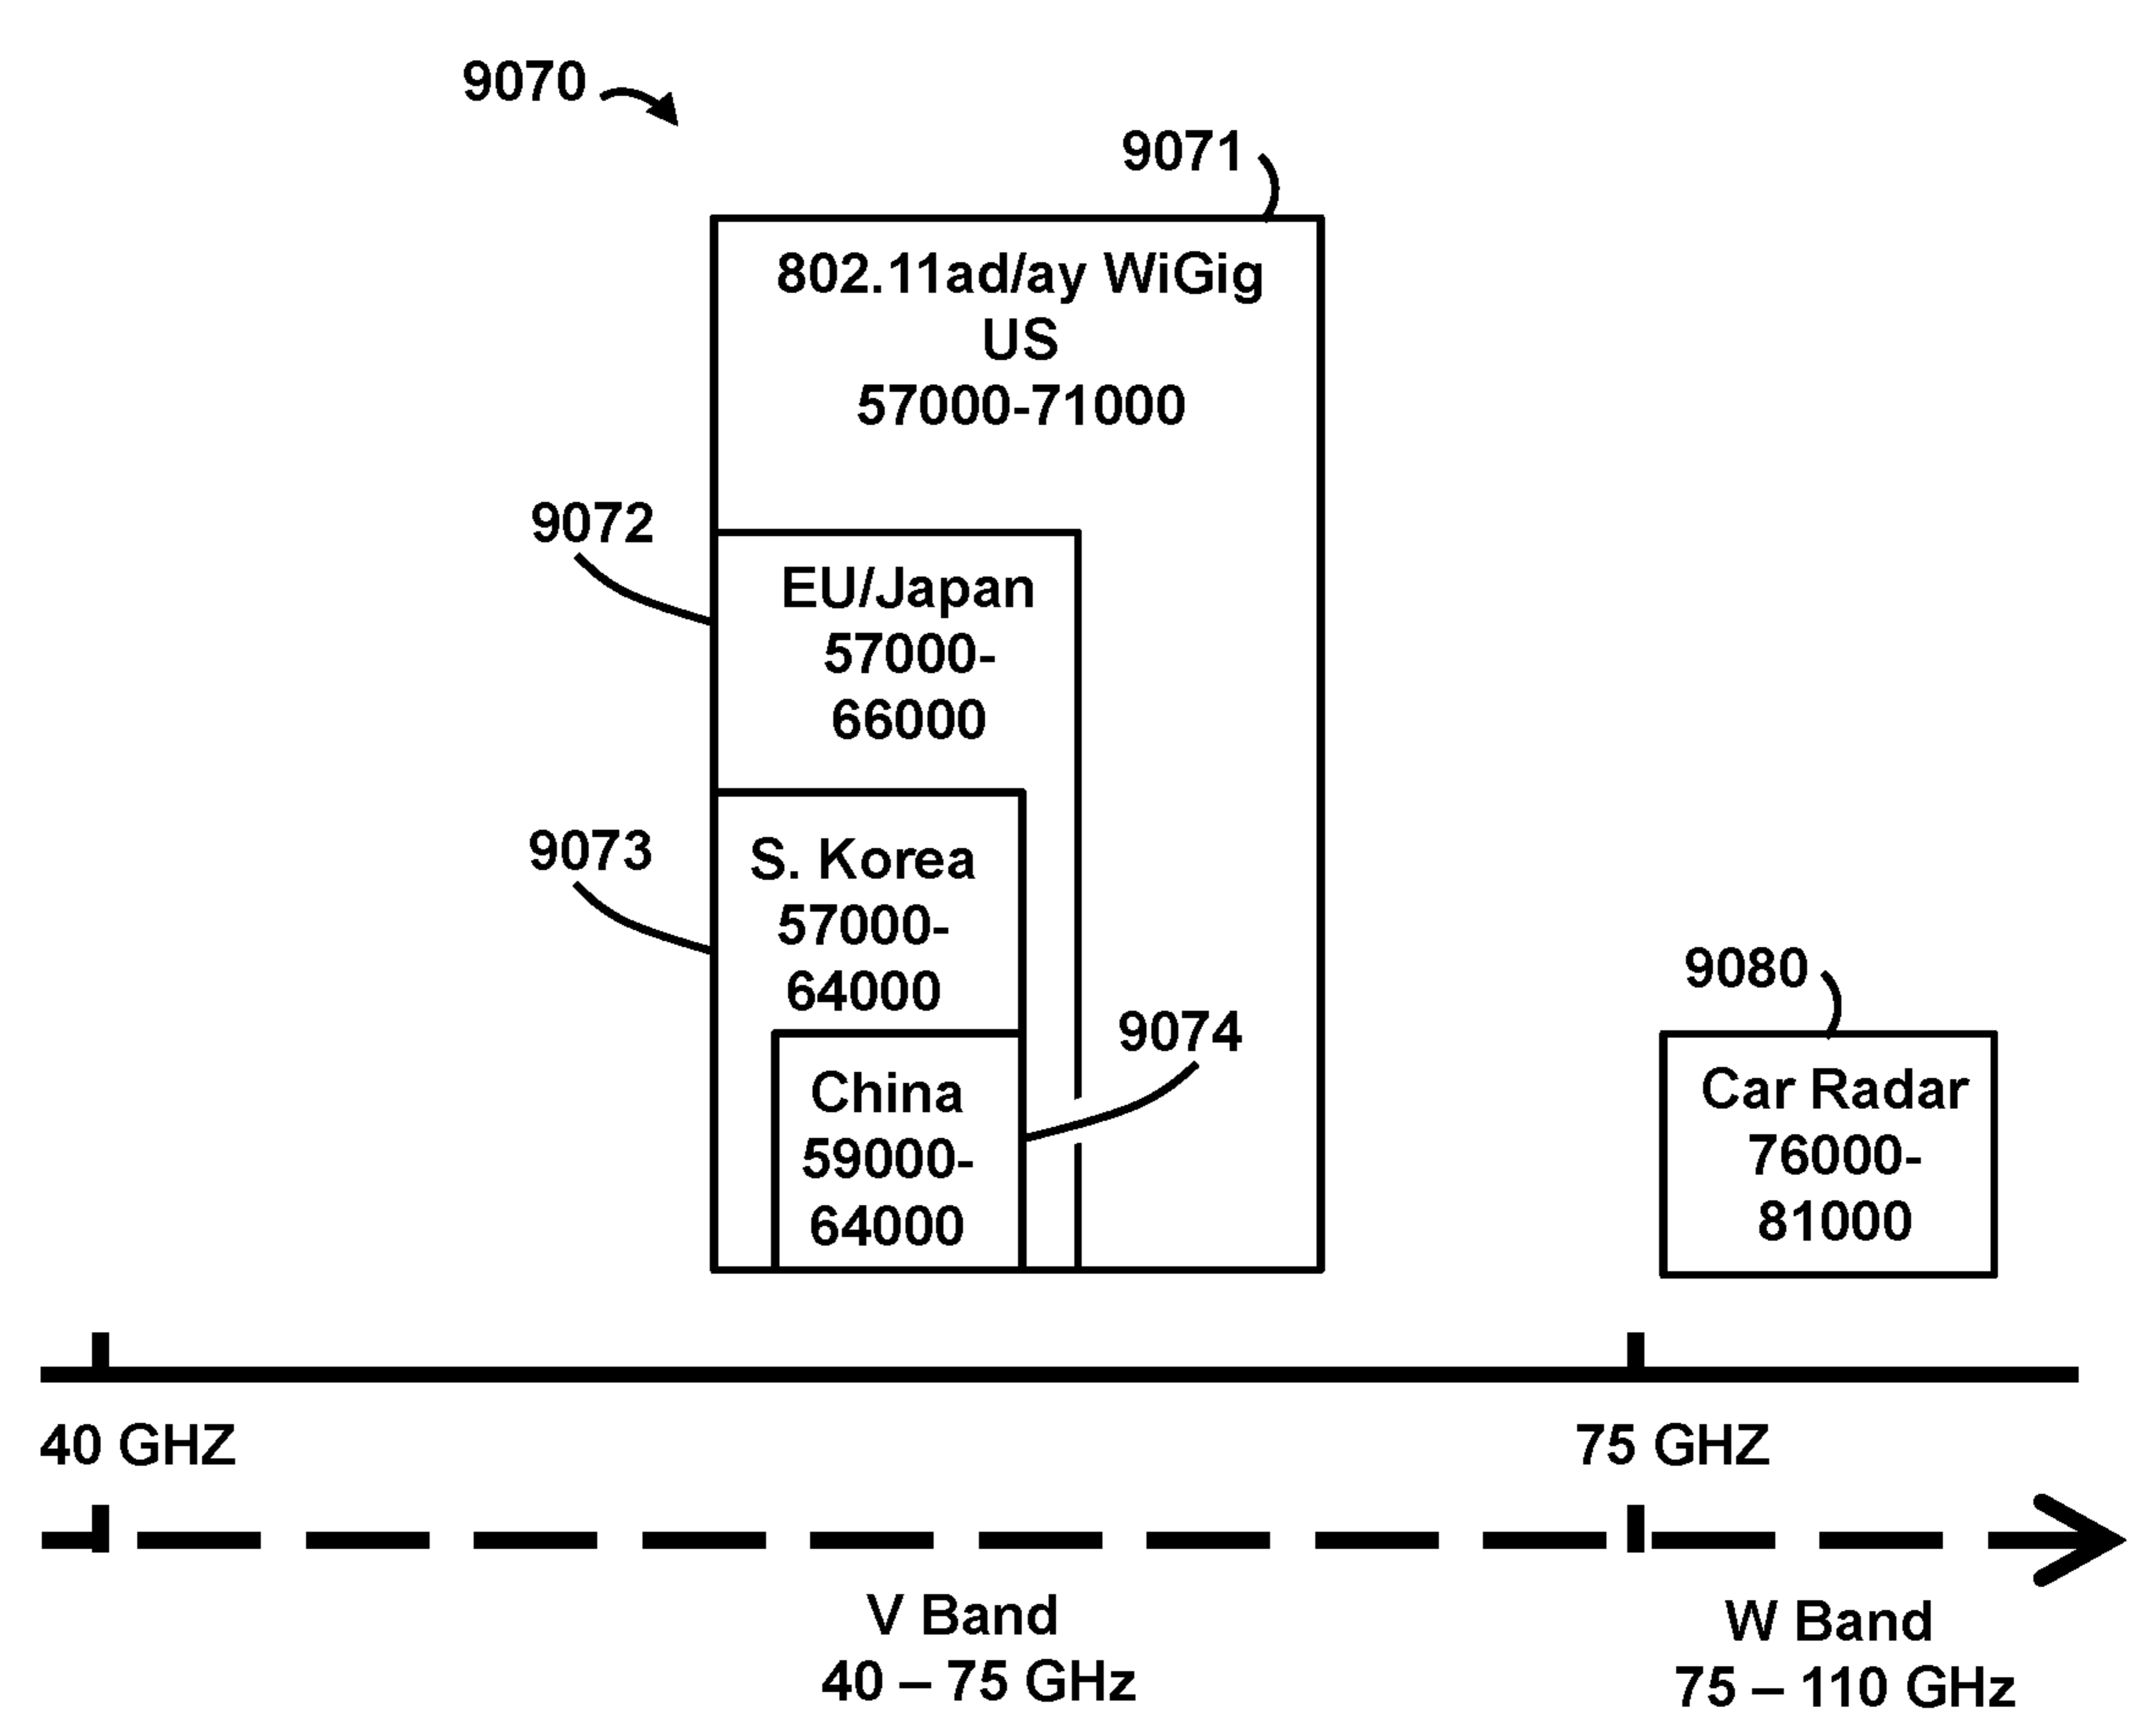 9070
9071
802.11ad/ay WiGig
US
57000-71000
9072
EU/Japan
57000-
66000
9073
S. Korea
57000-
64000
9074
China
59000-
64000
9080
Car Radar
76000-
81000
40 GHZ
75 GHZ
V Band
40 – 75 GHz
W Band
75 – 110 GHz